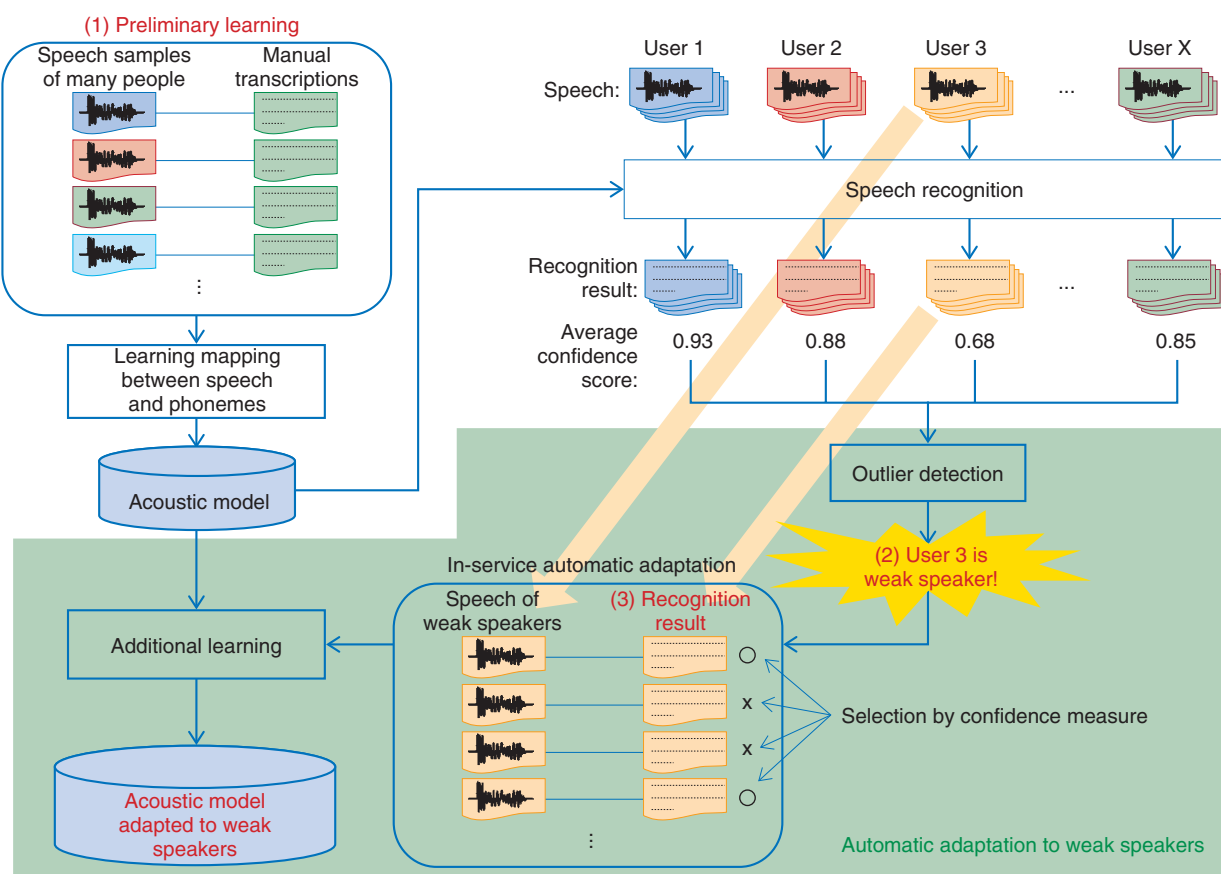 (1) Preliminary learning
Speech samples
of many people
Manual
transcriptions
...
Learning mapping
between speech
and phonemes
Acoustic model
User 1
User 2
User 3
User X
Speech:
...
Speech recognition
Recognition
result:
...
Average
confidence
score:
0.93
0.88
0.68
0.85
Outlier detection
(2) User 3 is
weak speaker!
In-service automatic adaptation
Speech of
weak speakers
(3) Recognition
result
○
x
x
○
...
Selection by confidence measure
Additional learning
Acoustic model
adapted to weak
speakers
Automatic adaptation to weak speakers